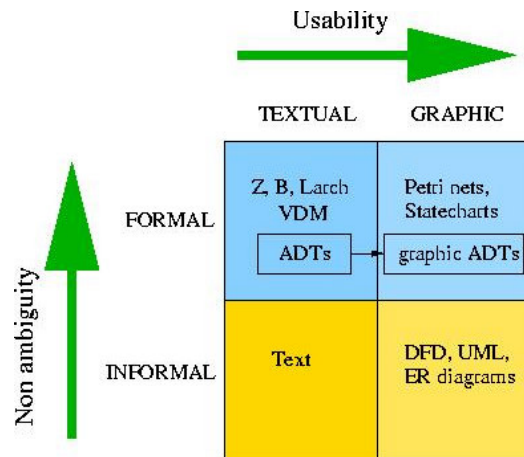 Usability
TEXTUAL
GRAPHIC
Non ambiguity
FORMAL
Z, B, Larch
VDM
ADTs
Petri nets,
Statecharts
graphic ADTs
INFORMAL
Text
DFD, UML,
ER diagrams